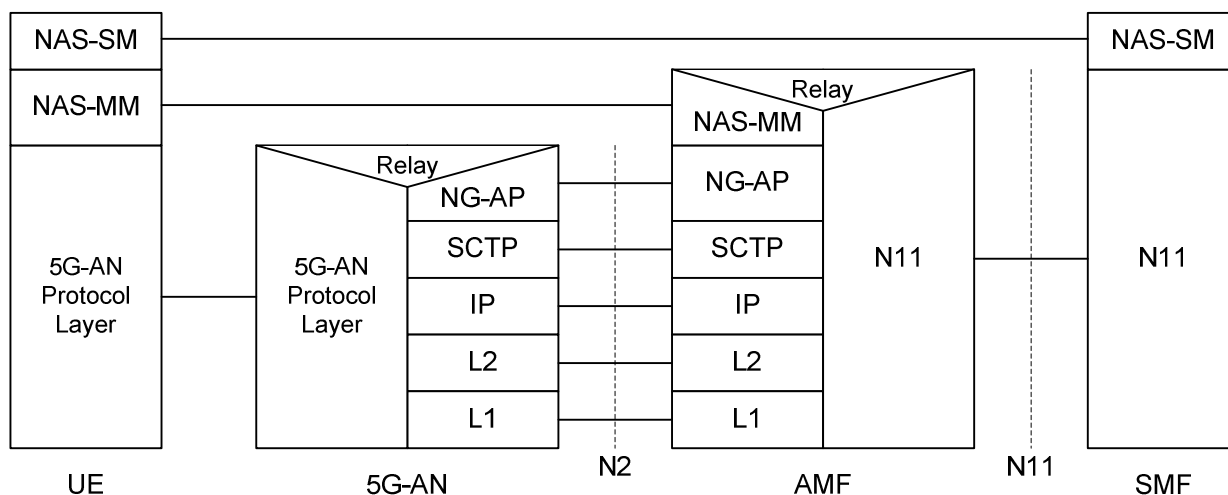 NAS-SM
NAS-SM
NAS-MM
Relay
NAS-MM
Relay
NG-AP
NG-AP
SCTP
SCTP
N11
N11
5G-AN
Protocol
Layer
5G-AN
Protocol
Layer
IP
IP
L2
L2
L1
L1
UE
5G-AN
N2
AMF
N11
SMF